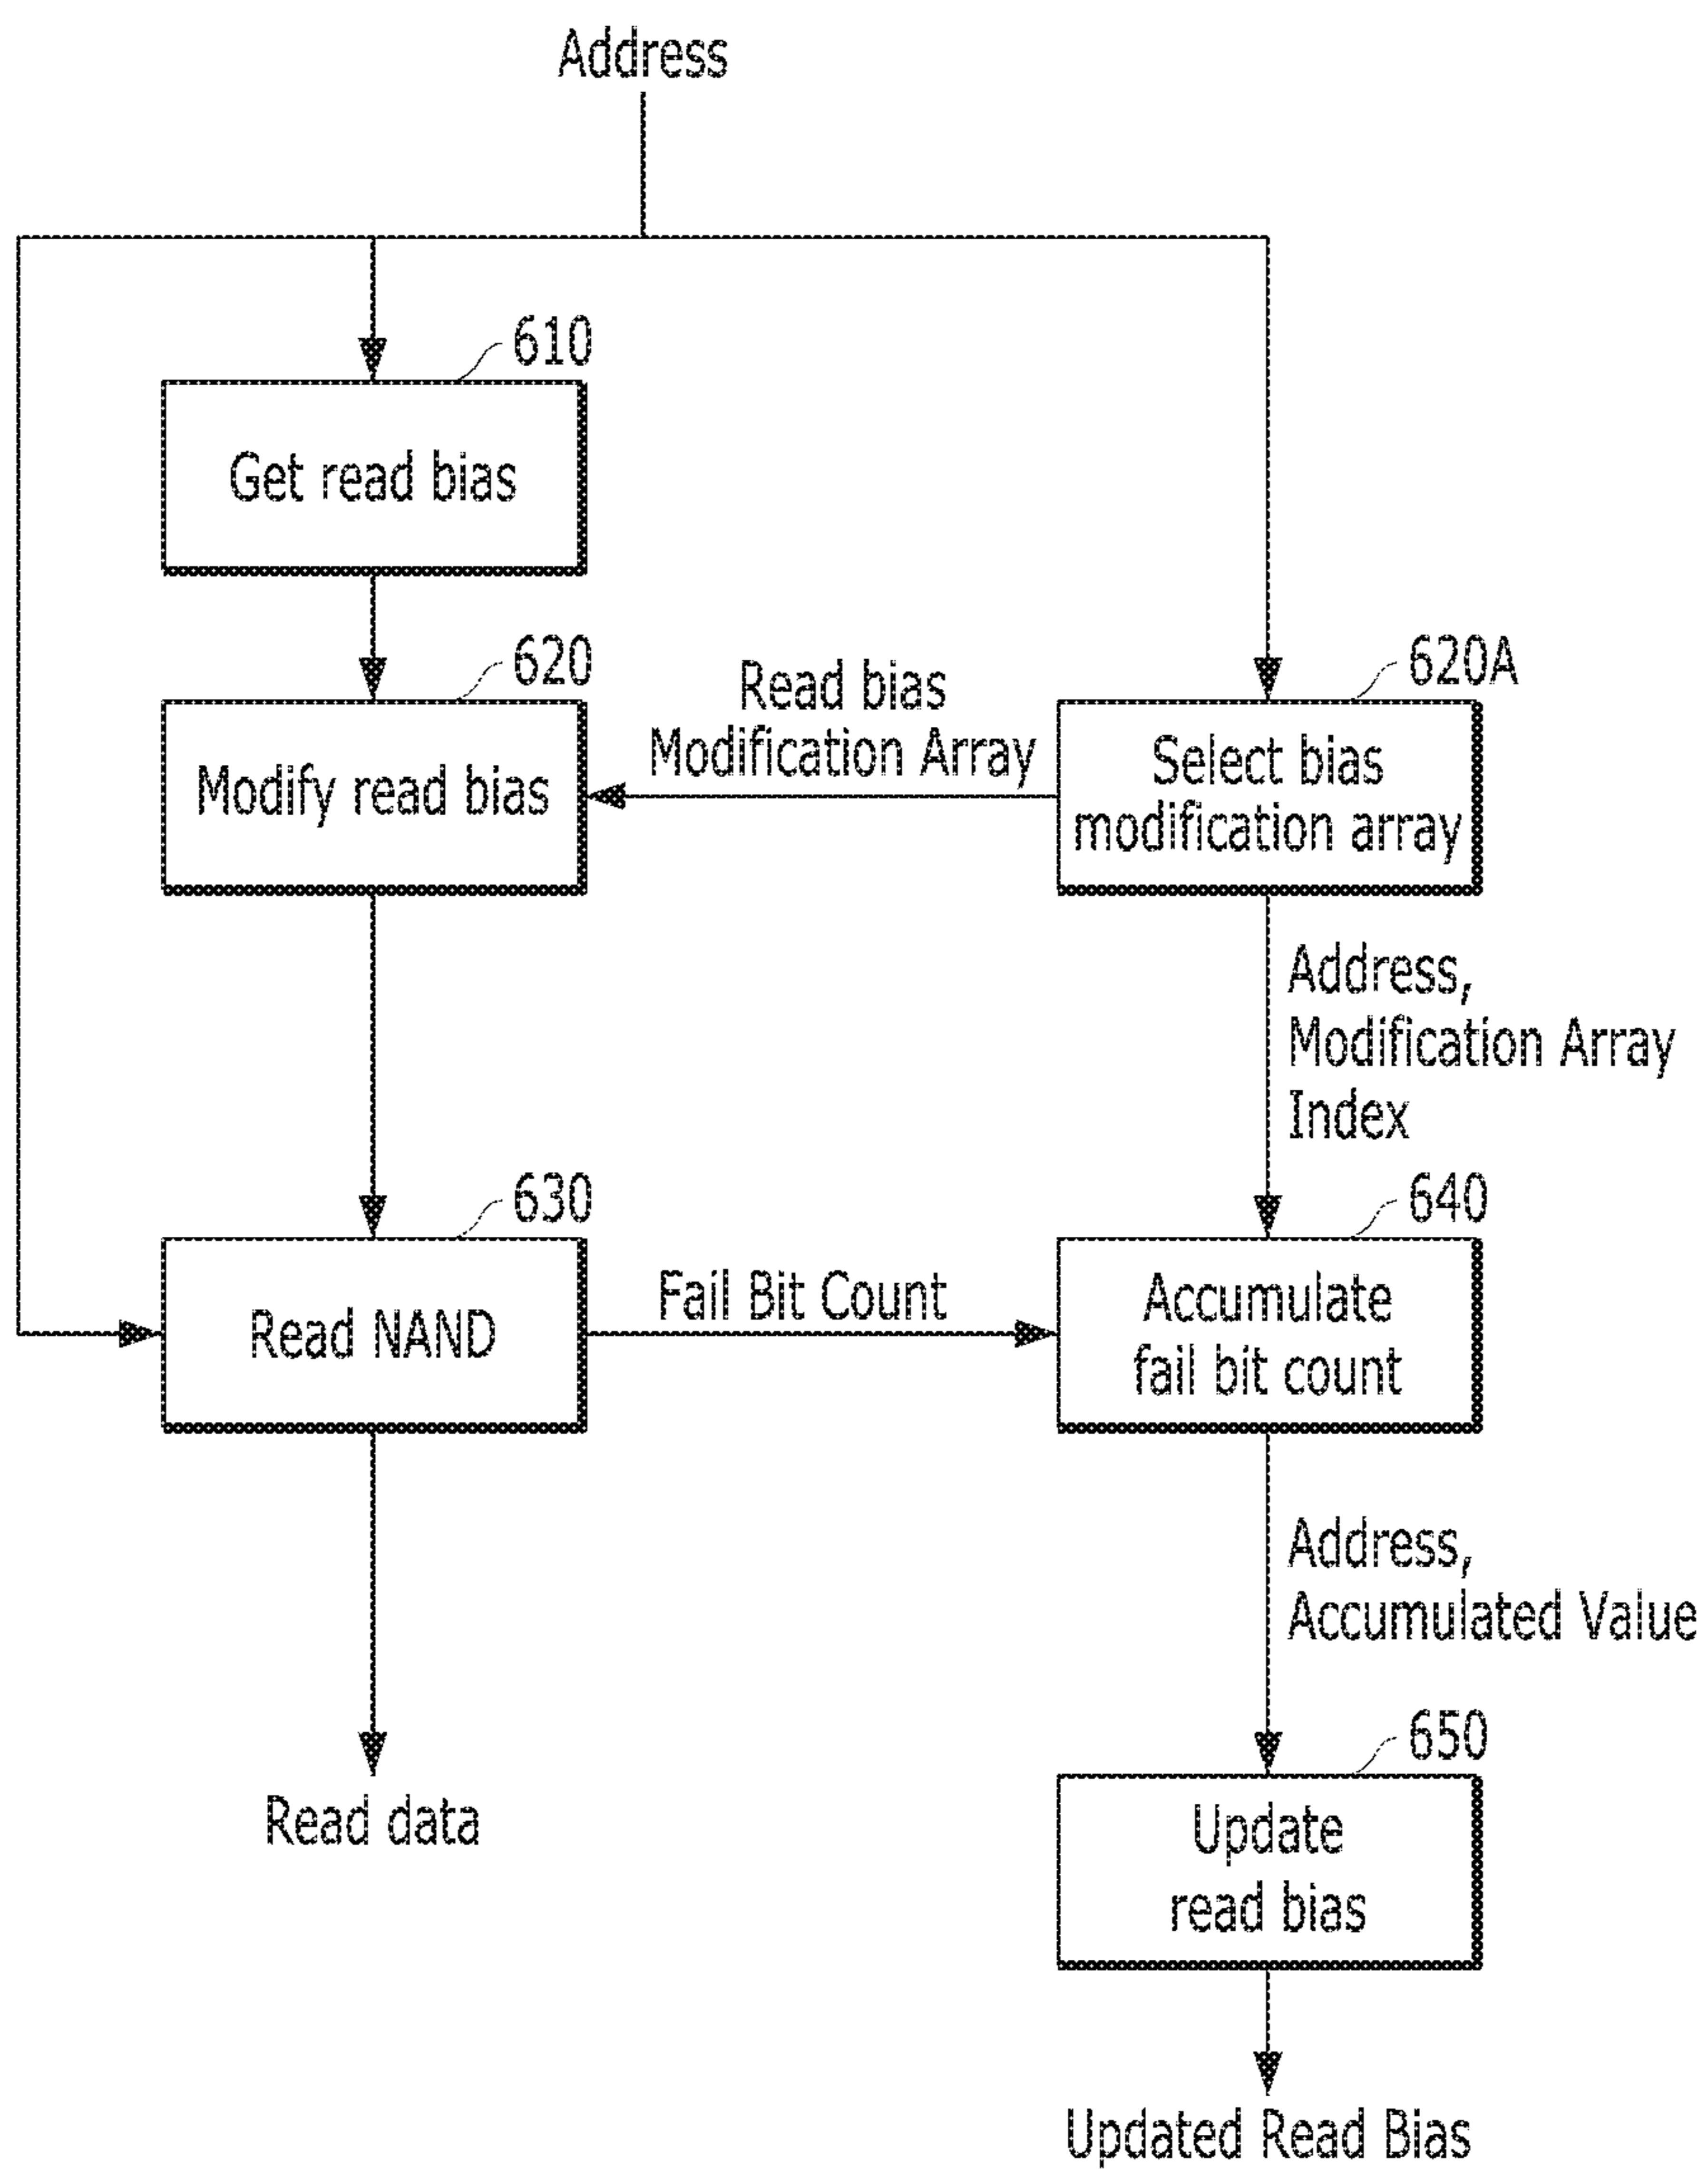 Address
610
Get read bias
620
620A
Read bias
Modification Array
Modify read bias
Select bias
modification array
Address,
Modification Array
Index
630
640
Read NAND
Fail Bit Count
Accumulate
fail bit count
Address,
Accumulated Value
650
Read data
Update
read bias
Updated Read Bias